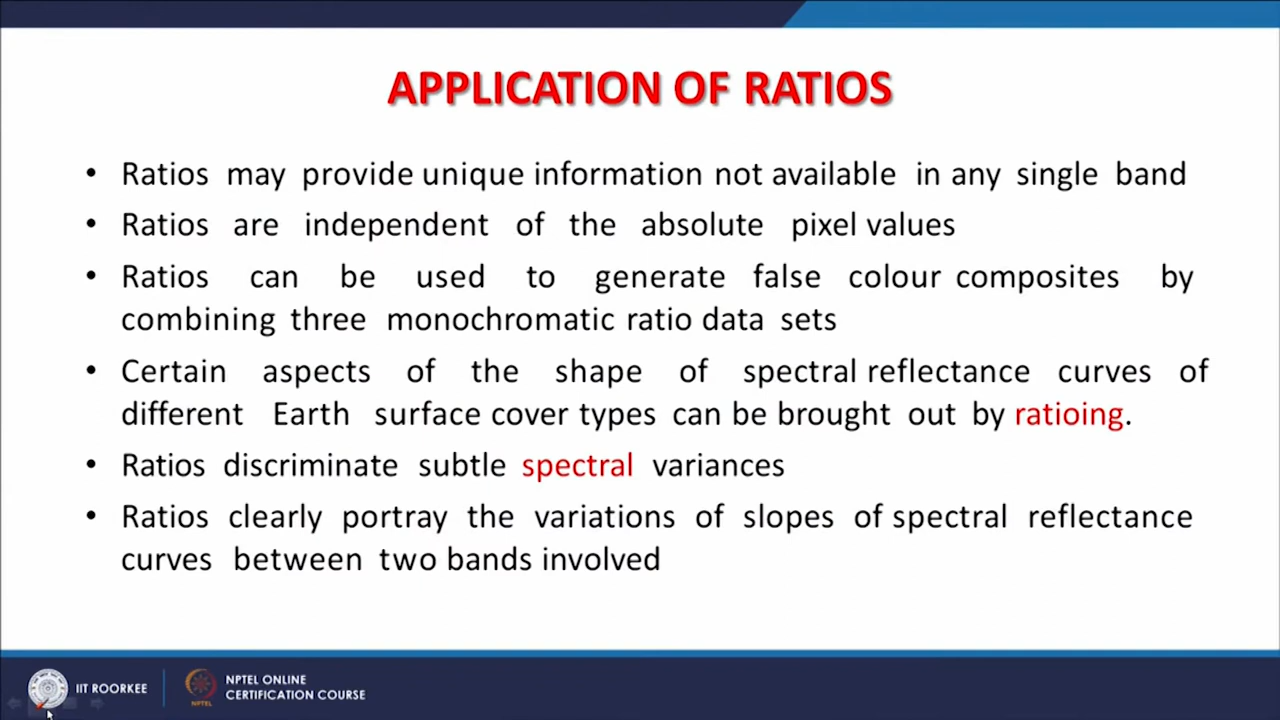 APPLICATION OF RATIOS
• Ratios may provide unique information not available in any single band
• Ratios are independent of the absolute pixel values
• Ratios can be used to generate false colour composites by
combining three monochromatic ratio data sets
• Certain aspects of the shape of spectral reflectance curves of
different Earth surface cover types can be brought out by ratioing.
• Ratios discriminate subtle spectral variances
• Ratios clearly portray the variations of slopes of spectral reflectance
curves between two bands involved
IIT ROORKEE
NPTEL
NPTEL ONLINE
CERTIFICATION COURSE